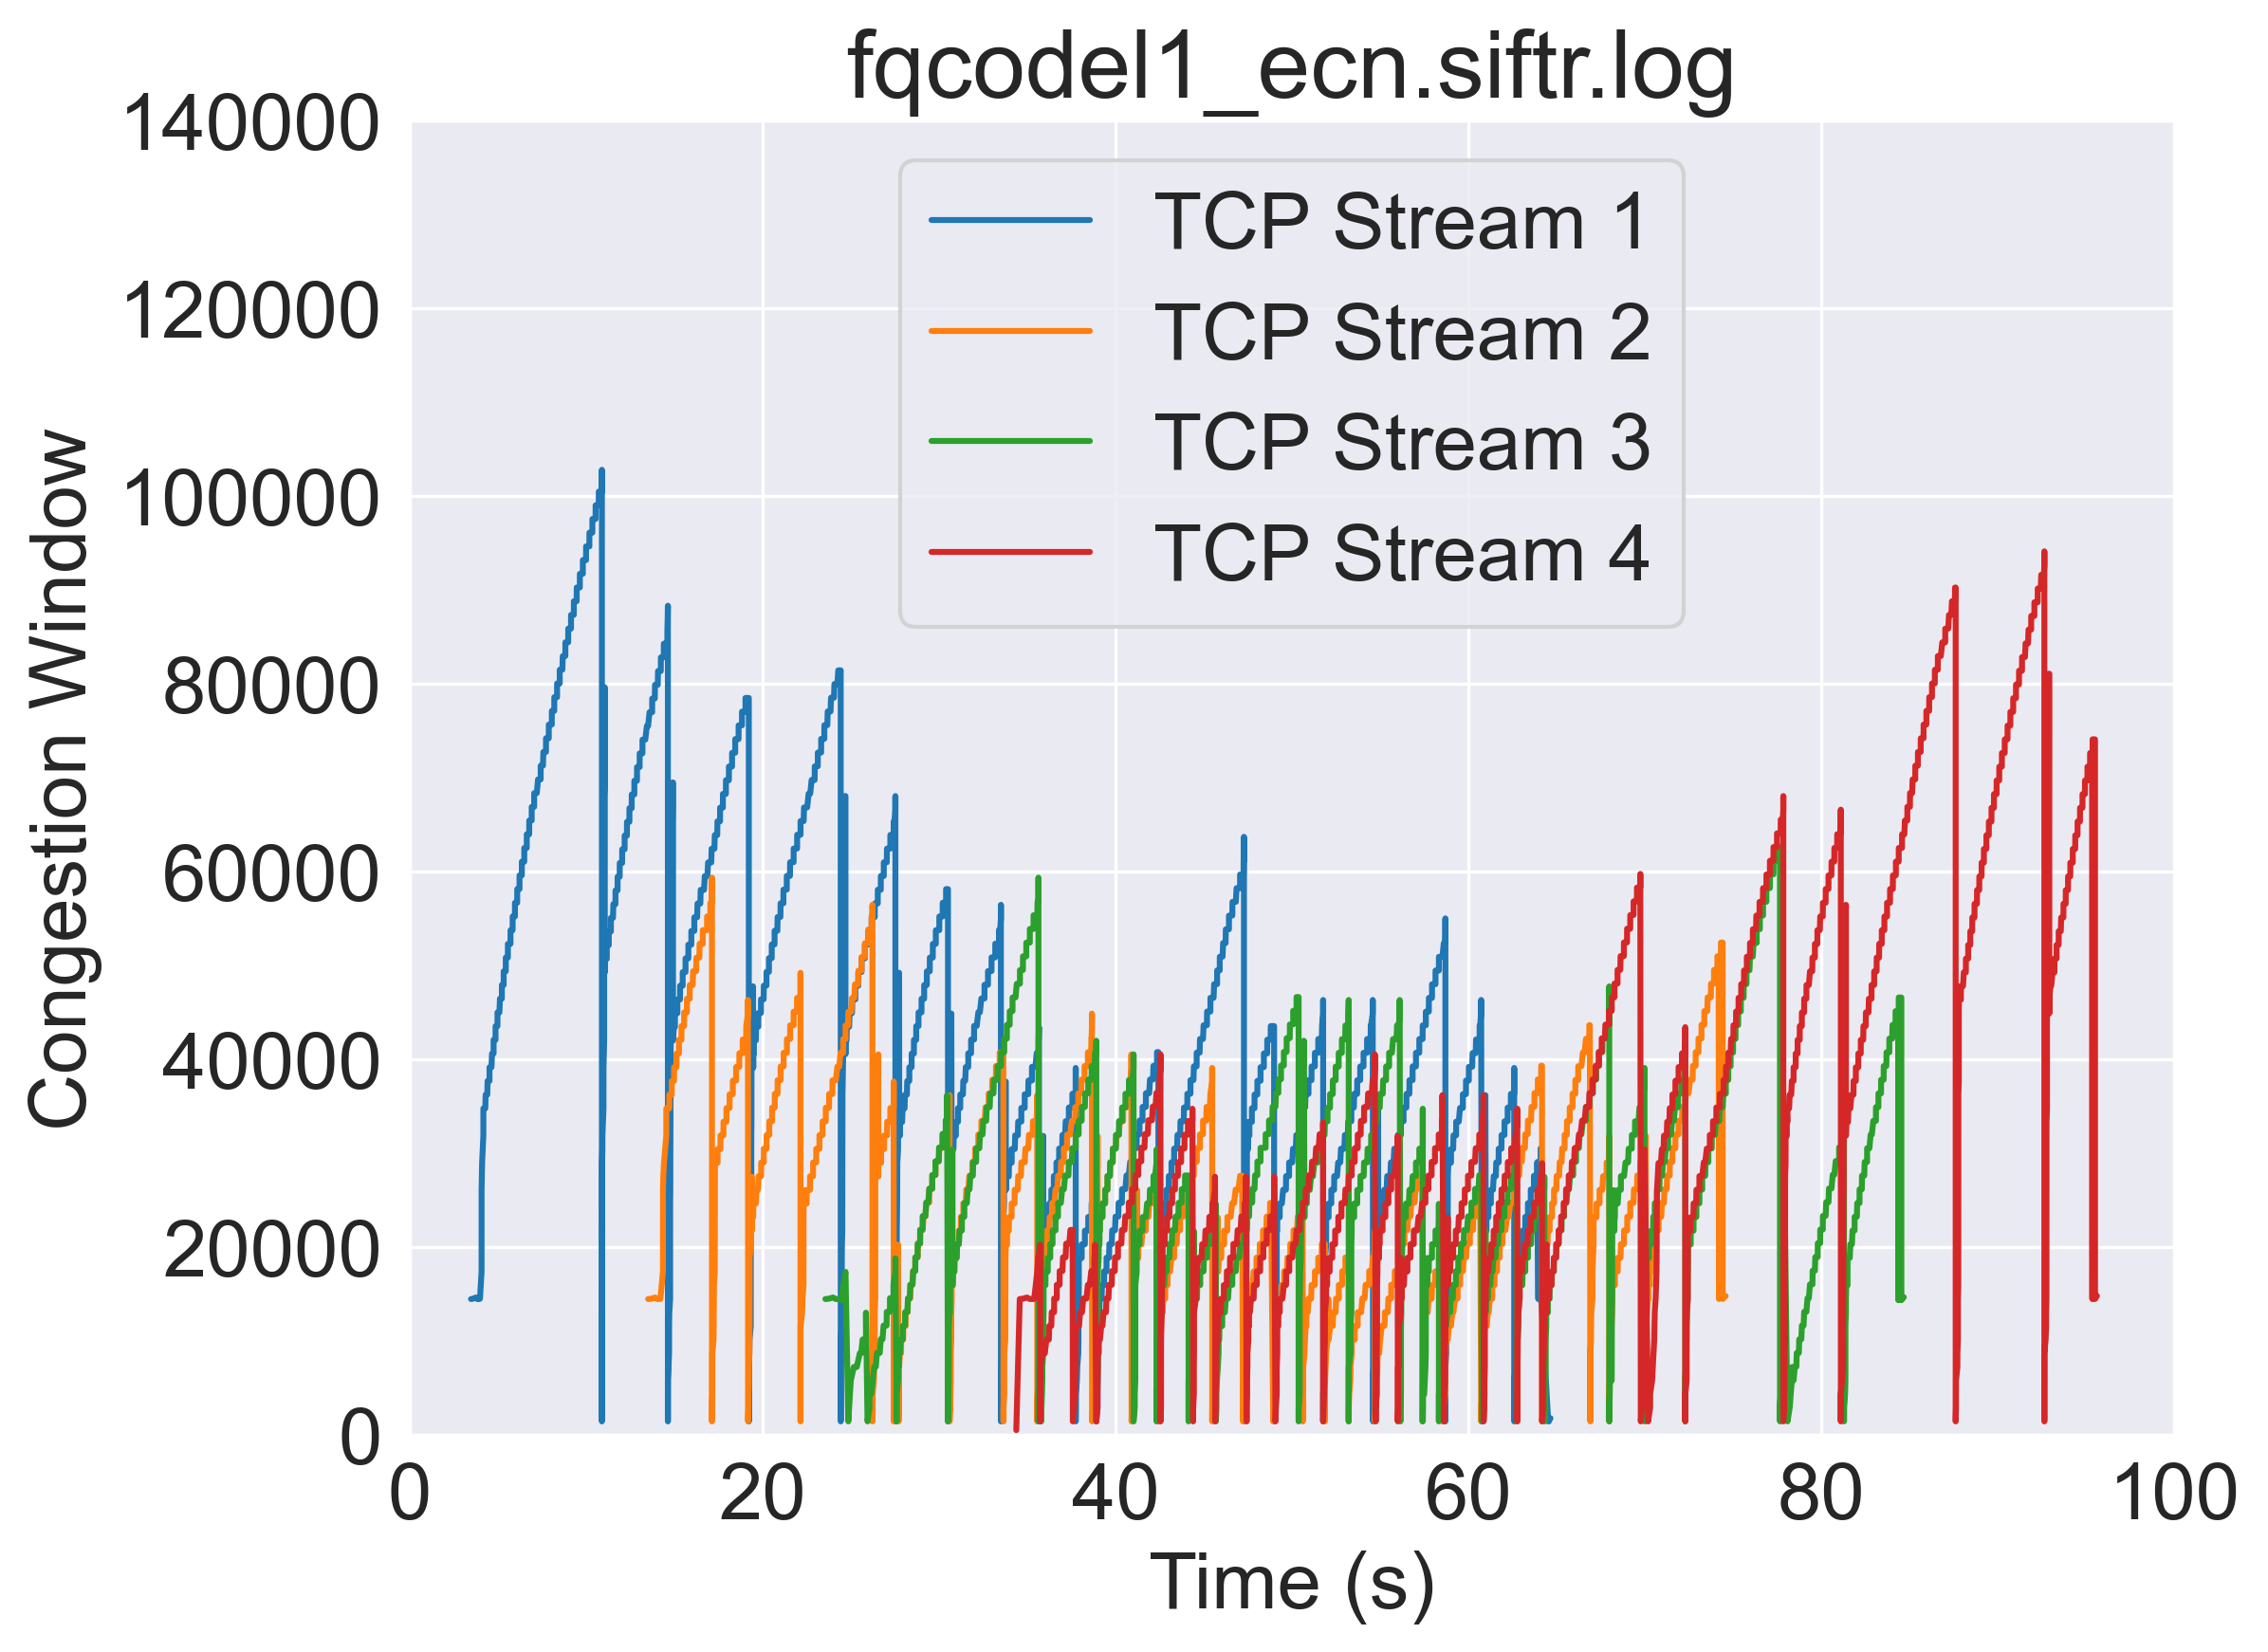 fqcodel1_ecn.siftr.log
140000
120000
100000
80000
60000
40000
20000
0
Congestion Window
TCP Stream 1
TCP Stream 2
TCP Stream 3
TCP Stream 4
0 20 40 60 80 100
Time (s)